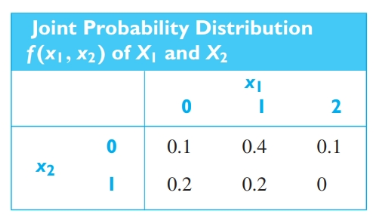 Joint Probability Distribution
f(x₁, x₂) of X₁ and X₂
x₁
0 1 2
0 0.1 0.4 0.1
x₂
1 0.2 0.2 0